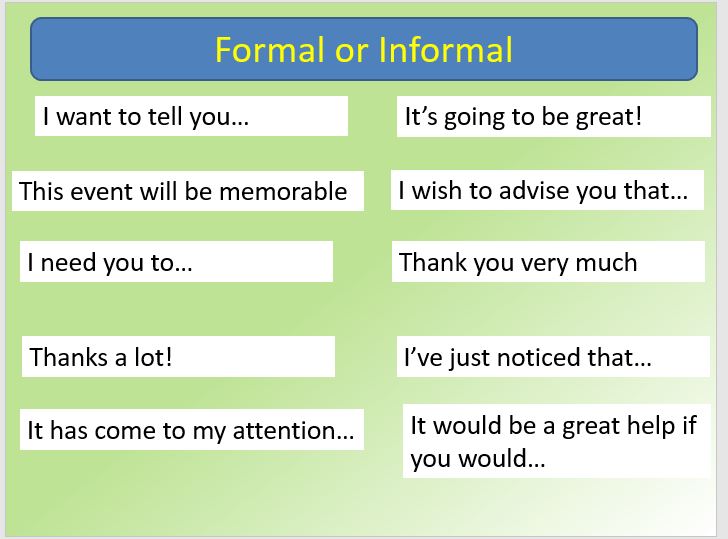 Formal or Informal
I want to tell you…
It’s going to be great!
This event will be memorable
I wish to advise you that…
I need you to…
Thank you very much
Thanks a lot!
I’ve just noticed that…
It has come to my attention…
It would be a great help if
you would…